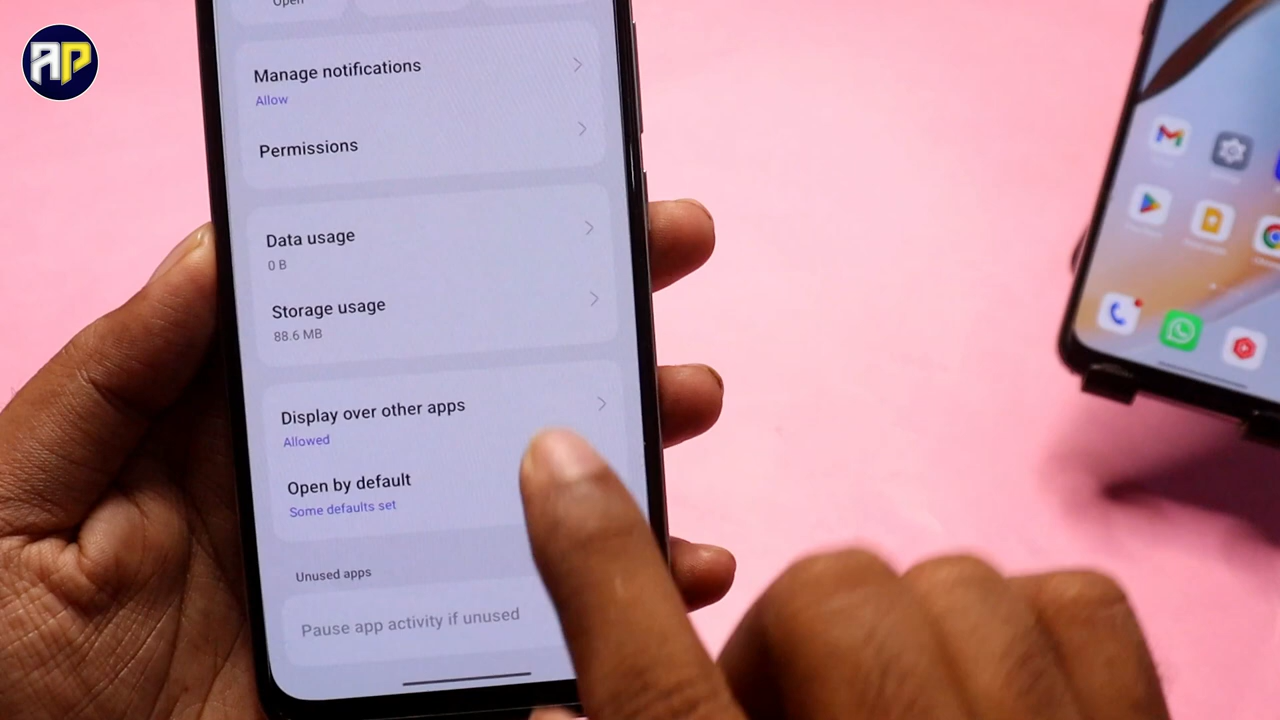 AP
Open
Manage notifications
Allow
Permissions
Data usage
0 B
Storage usage
88.6 MB
Display over other apps
Allowed
Open by default
Some defaults set
Unused apps
Pause app activity if unused